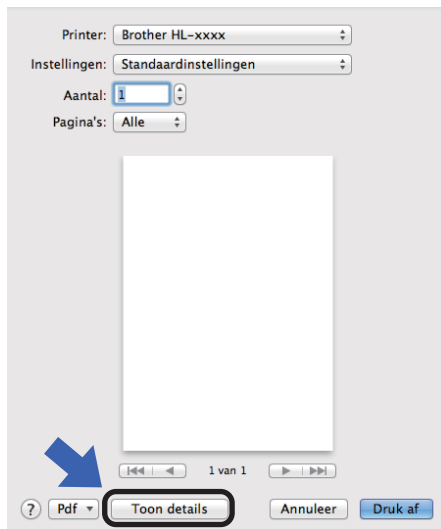 Printer: Brother HL-xxxx
Instellingen: Standaardinstellingen
Aantal: 1
Pagina's: Alle
1 van 1
? Pdf Toon details Annuleer Druk af